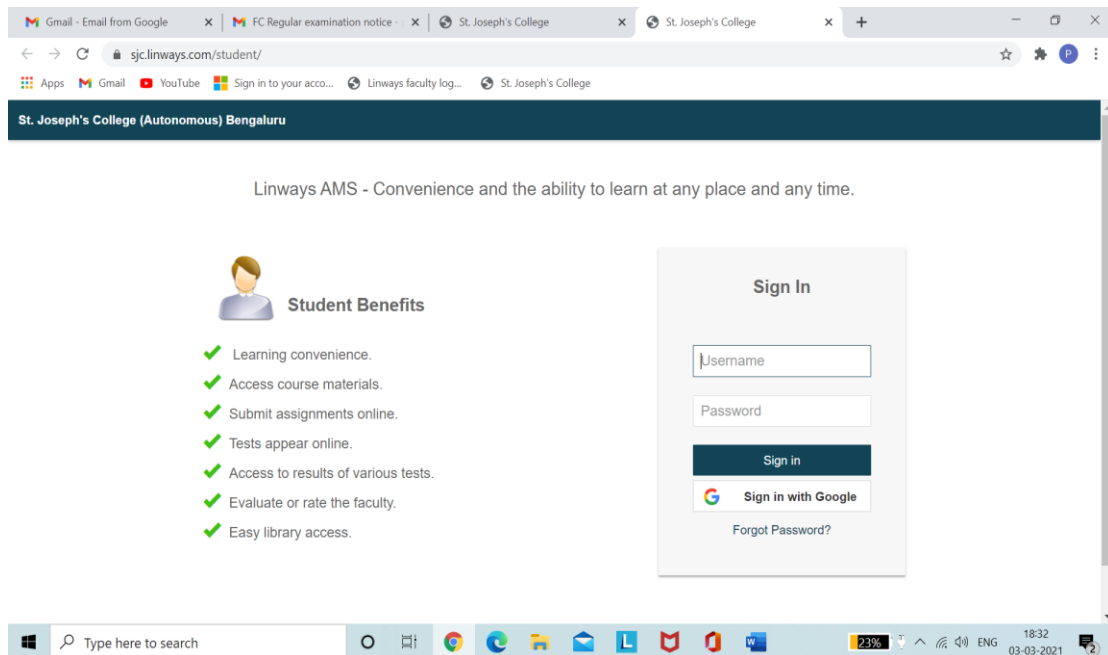 Gmail - Email from Google
FC Regular examination notice -
St. Joseph's College
St. Joseph's College
sjc.linways.com/student/
P
Apps
Gmail
YouTube
Sign in to your acco...
Linways faculty log...
St. Joseph's College
St. Joseph's College (Autonomous) Bengaluru
Linways AMS - Convenience and the ability to learn at any place and any time.
Student Benefits
Learning convenience.
Access course materials.
Submit assignments online.
Tests appear online.
Access to results of various tests.
Evaluate or rate the faculty.
Easy library access.
Sign In
Username
Password
Sign in
Sign in with Google
Forgot Password?
Type here to search
L
W
23%
ENG
18:32
03-03-2021
2